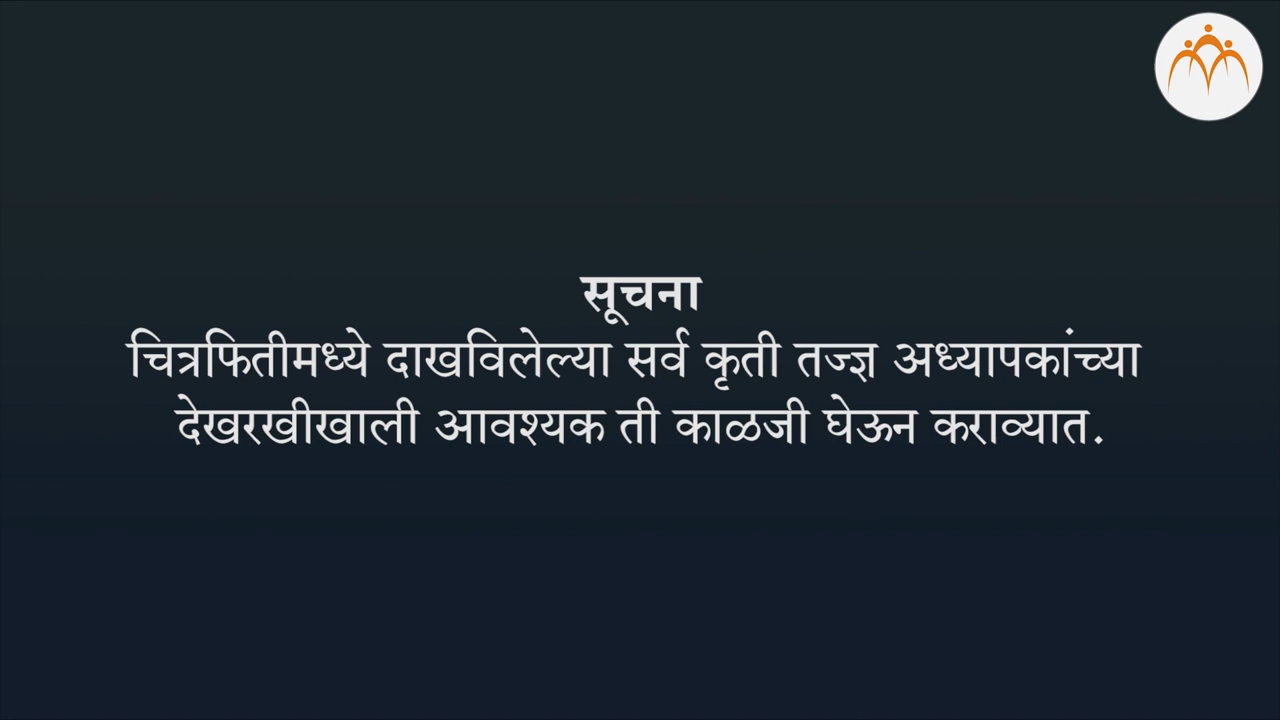 सूचना
चित्रफितीमध्ये दाखविलेल्या सर्व कृती तज्ज्ञ अध्यापकांच्या
देखरखीखाली आवश्यक ती काळजी घेऊन कराव्यात.